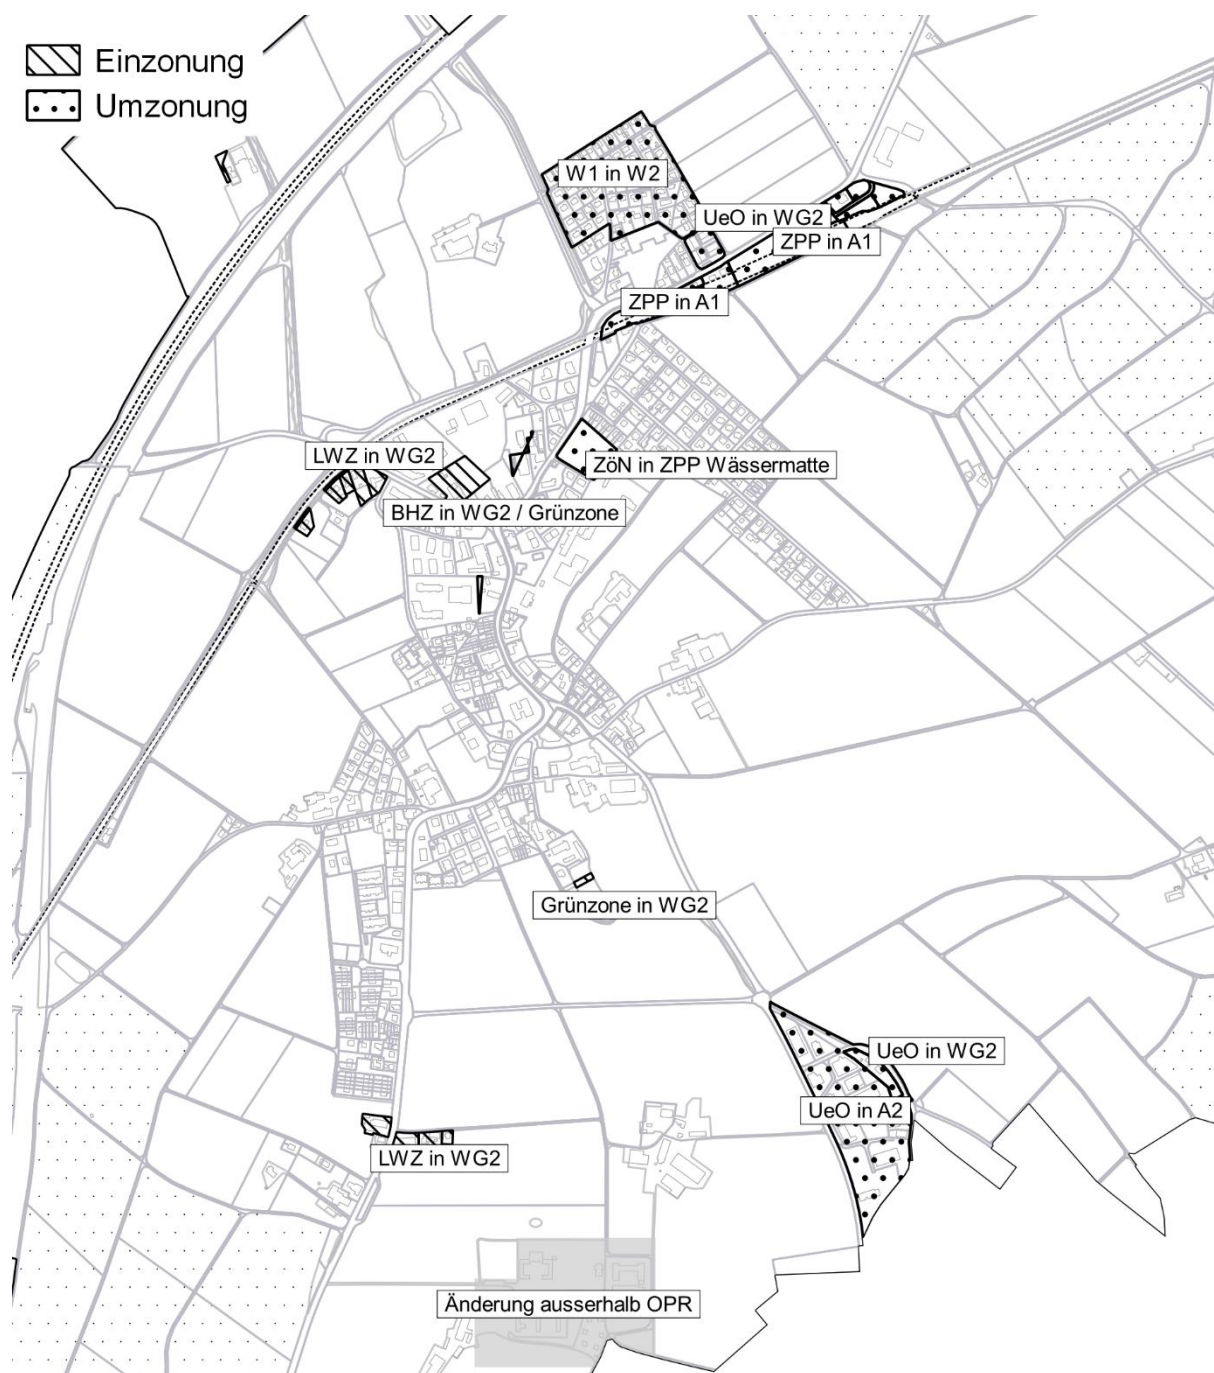 Einzonung
Umzonung
W1 in W2
UeO in WG2
ZPP in A1
ZPP in A1
LWZ in WG2
ZöN in ZPP Wässermatte
BHZ in WG2 / Grünzone
Grünzone in WG2
UeO in WG2
UeO in A2
LWZ in WG2
Änderung ausserhalb OPR